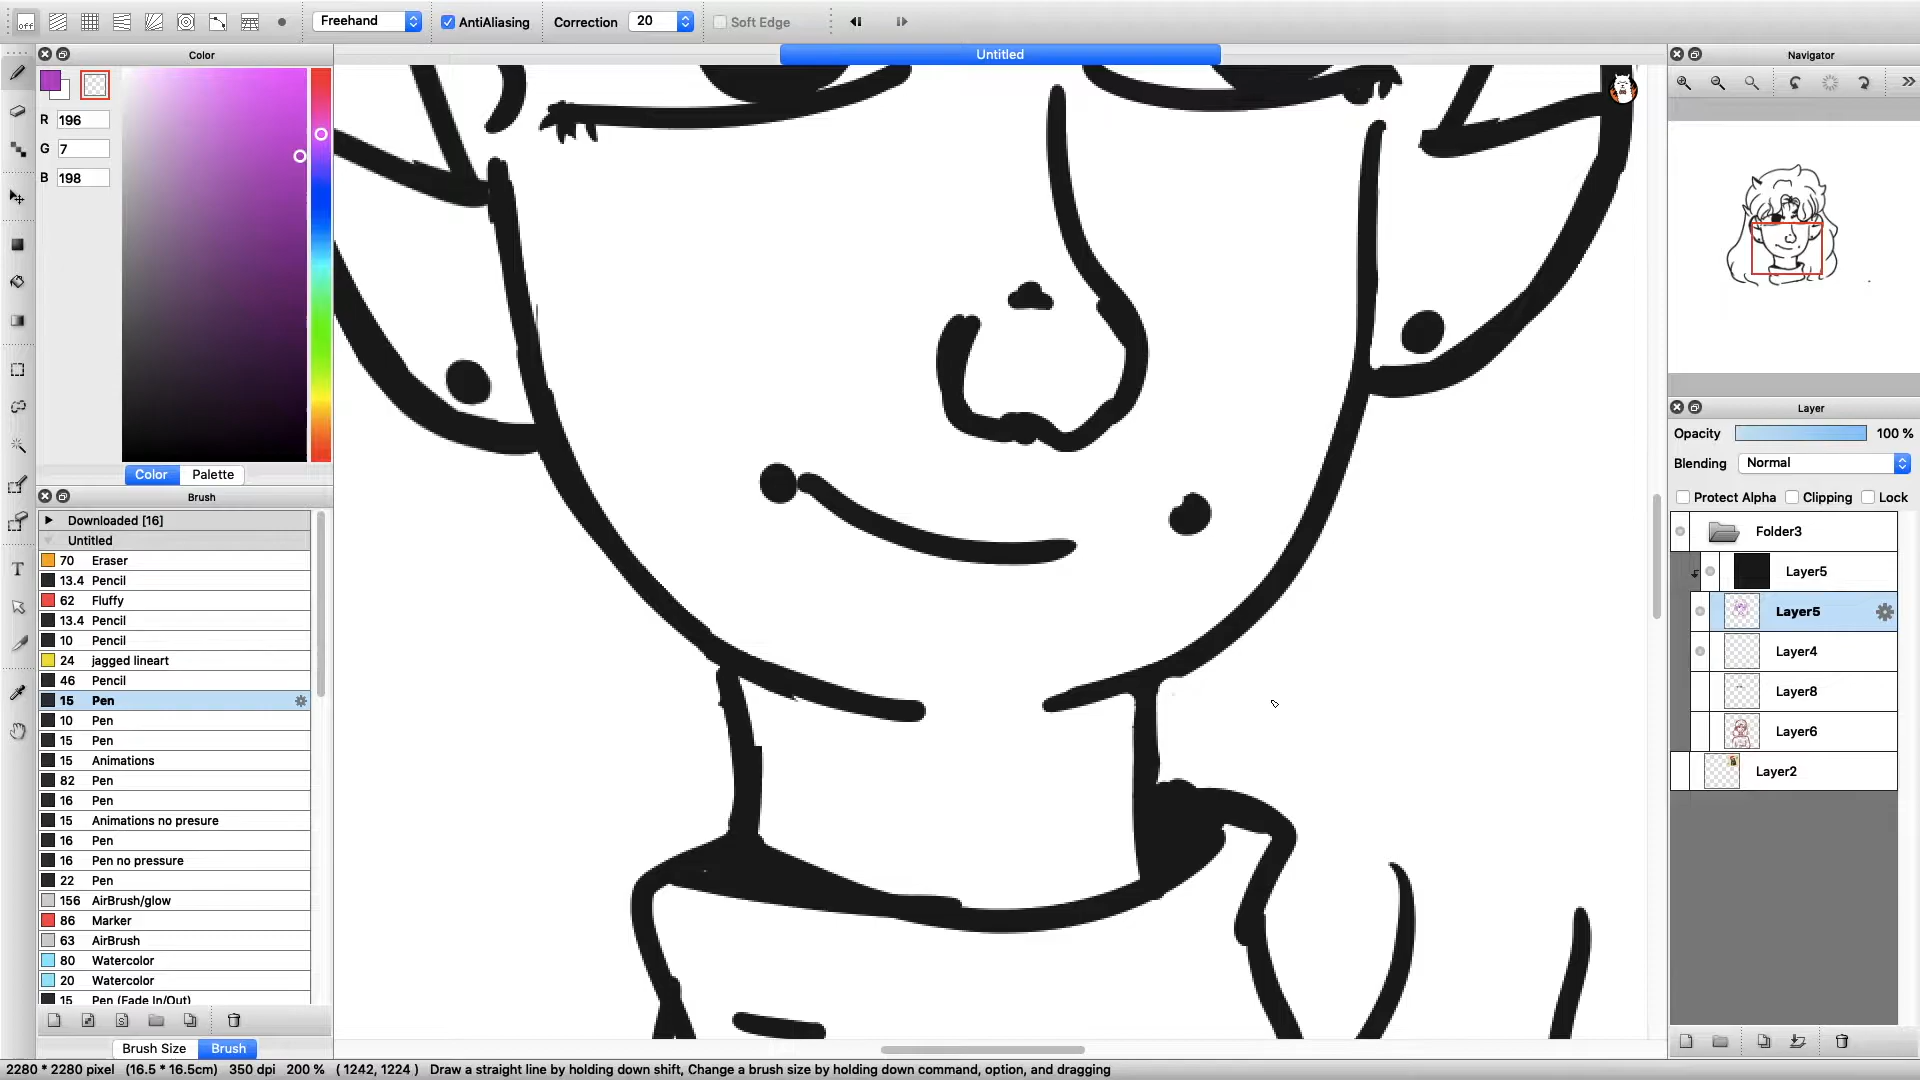 off
Freehand
AntiAliasing
Correction
20
Soft Edge
Color
Untitled
Navigator
R 196
G 7
B 198
Color
Palette
Brush
Downloaded [16]
Untitled
70 Eraser
13.4 Pencil
62 Fluffy
13.4 Pencil
10 Pencil
24 jagged lineart
46 Pencil
15 Pen
10 Pen
15 Pen
15 Animations
82 Pen
16 Pen
15 Animations no presure
16 Pen
16 Pen no pressure
22 Pen
156 AirBrush/glow
86 Marker
63 AirBrush
80 Watercolor
20 Watercolor
15 Pen (Fade In/Out)
Brush Size
Brush
Layer
Opacity 100 %
Blending Normal
Protect Alpha Clipping Lock
Folder3
Layer5
Layer5
Layer4
Layer8
Layer6
Layer2
2280 * 2280 pixel (16.5 * 16.5cm) 350 dpi 200 % ( 1242, 1224 ) Draw a straight line by holding down shift, Change a brush size by holding down command, option, and dragging